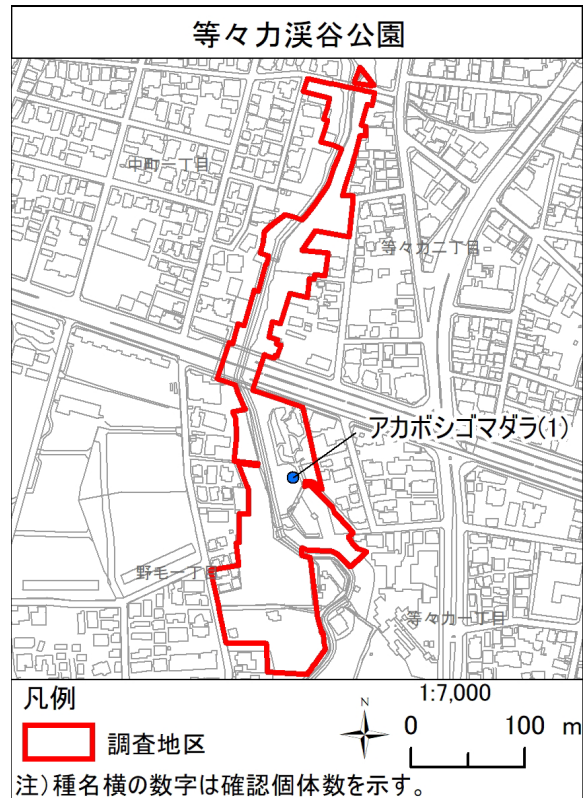 等々力渓谷公園
中町一丁目
等々力二丁目
アカボシゴマダラ(1)
野毛一丁目
等々力一丁目
凡例
調査地区
N
1:7,000
0 100 m
注)種名横の数字は確認個体数を示す。